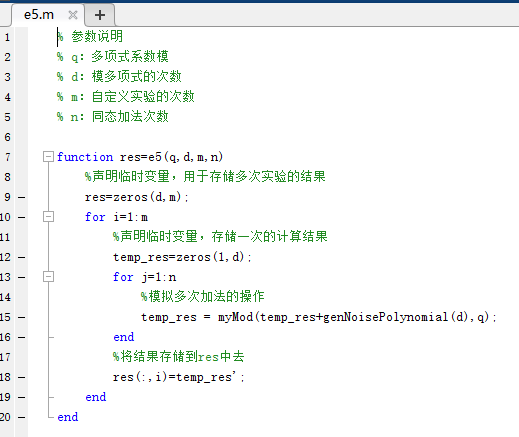 e5.m
1 % 参数说明
2 % q: 多项式系数模
3 % d: 模多项式的次数
4 % m: 自定义实验的次数
5 % n: 同态加法次数
6
7 function res=e5(q,d,m,n)
8 %声明临时变量，用于存储多次实验的结果
9 res=zeros(d,m);
10 for i=1:m
11 %声明临时变量，存储一次的计算结果
12 temp_res=zeros(1,d);
13 for j=1:n
14 %模拟多次加法的操作
15 temp_res = myMod(temp_res+genNoisePolynomial(d),q);
16 end
17 %将结果存储到res中去
18 res(:,i)=temp_res';
19 end
20 end